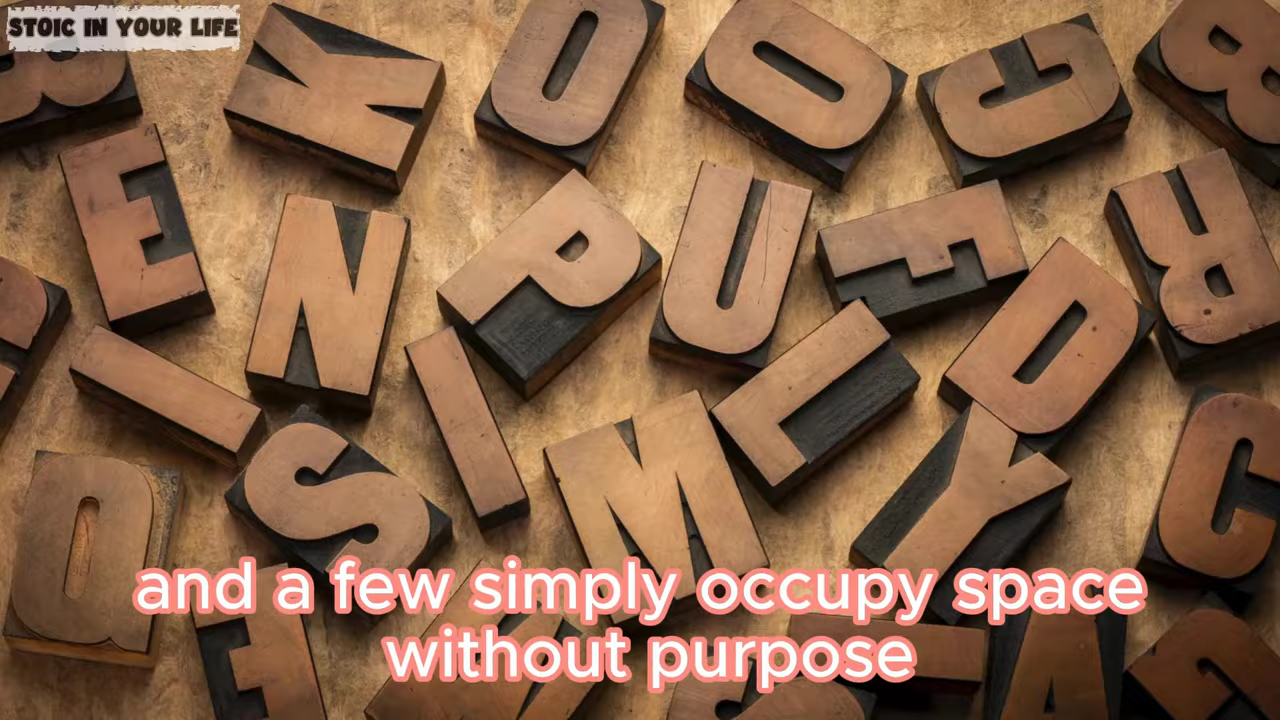 STOIC IN YOUR LIFE
B K O O G B
E N P U F D R
I S I M L Y C
Q
E A
and a few simply occupy space
without purpose